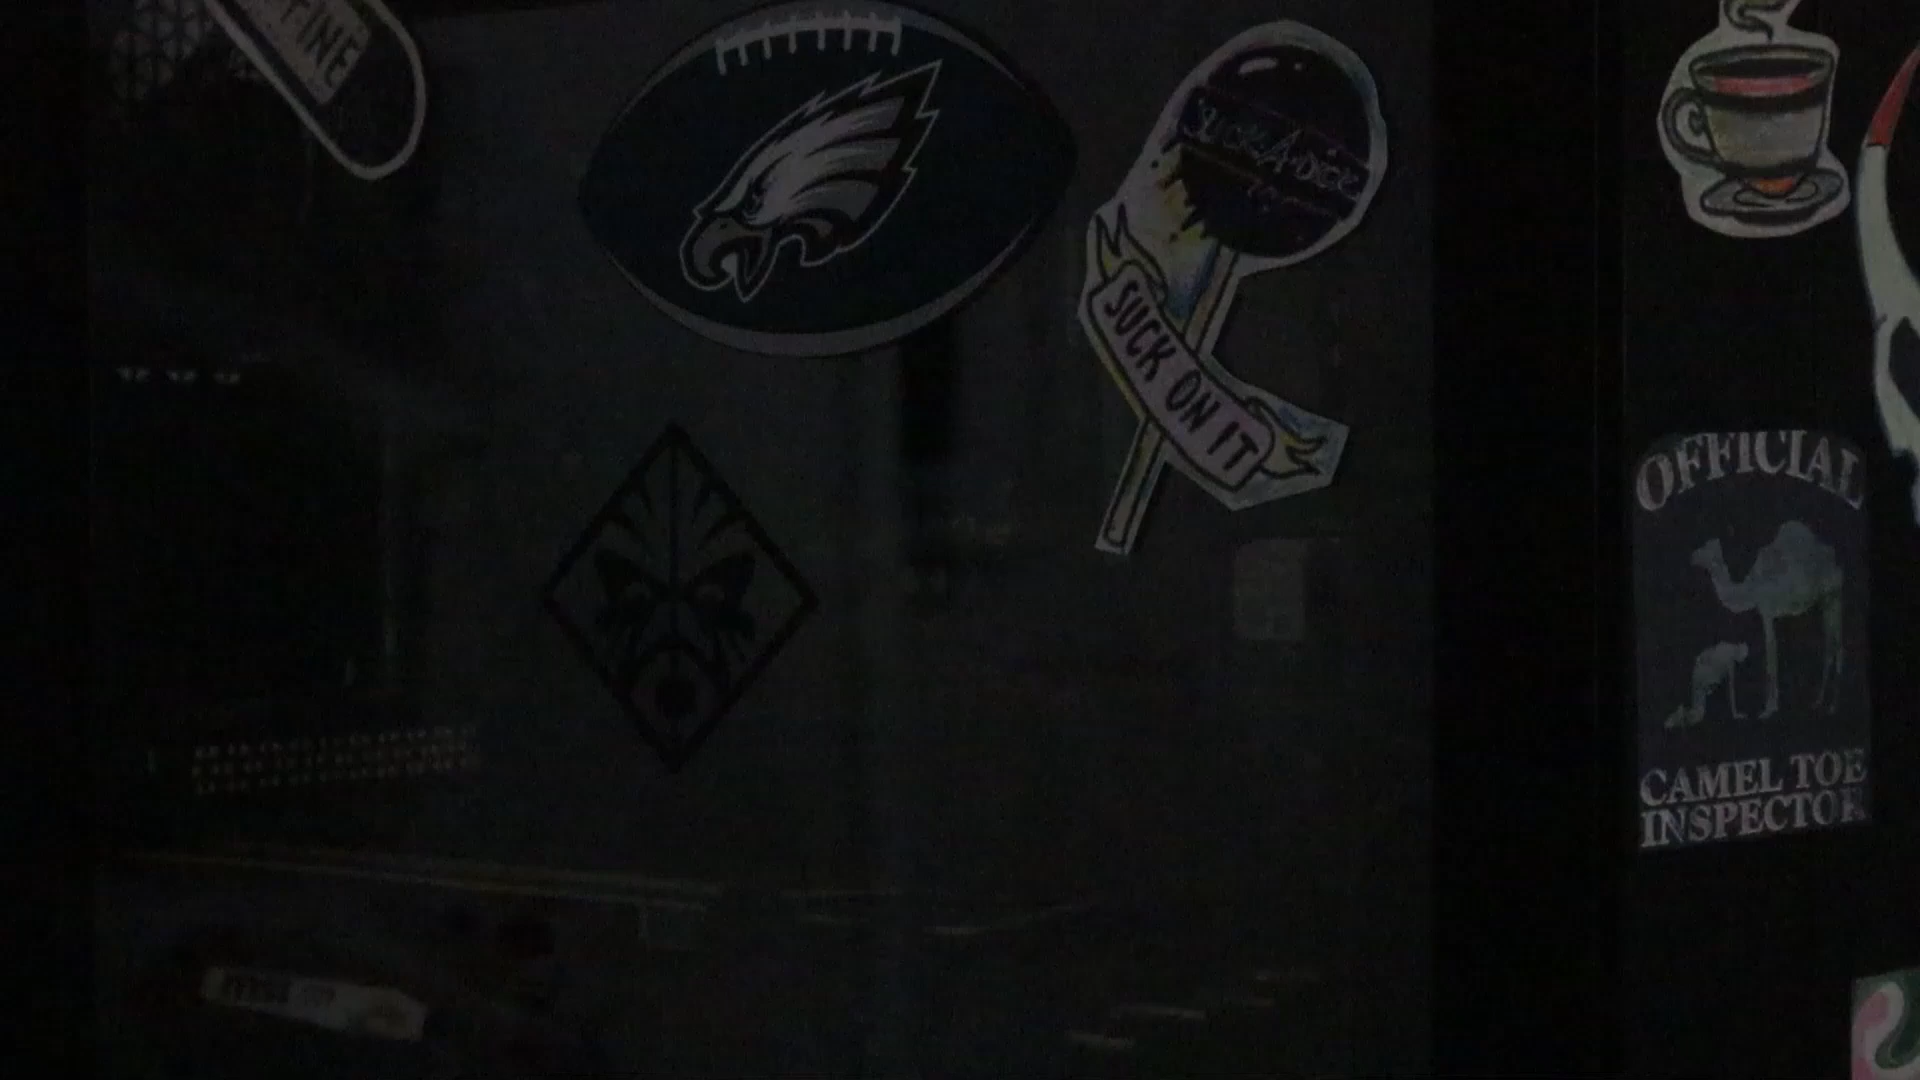 SUCK A DICK
SUCK ON IT
OFFICIAL
CAMEL TOE
INSPECTOR